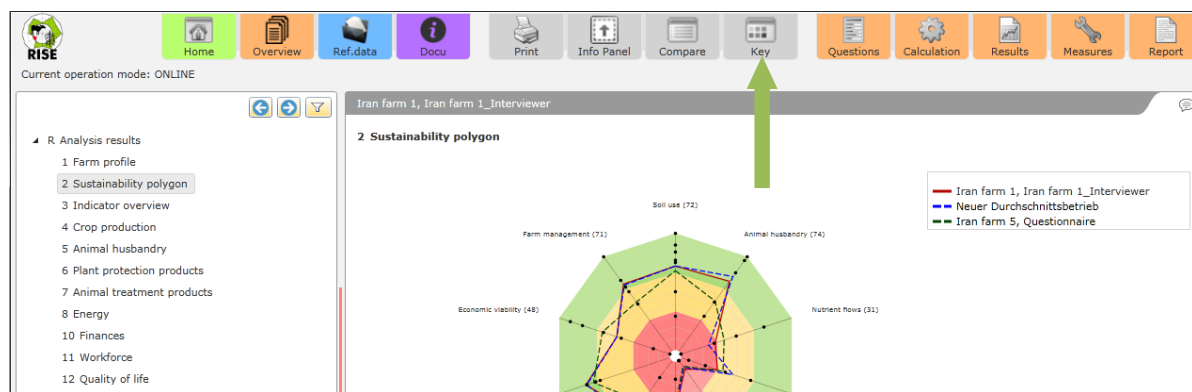 RISE
Home
Overview
Ref.data
Docu
Print
Info Panel
Compare
Key
Questions
Calculation
Results
Measures
Report
Current operation mode: ONLINE
R Analysis results
1 Farm profile
2 Sustainability polygon
3 Indicator overview
4 Crop production
5 Animal husbandry
6 Plant protection products
7 Animal treatment products
8 Energy
10 Finances
11 Workforce
12 Quality of life
Iran farm 1, Iran farm 1_Interviewer
2 Sustainability polygon
Iran farm 1, Iran farm 1_Interviewer
Neuer Durchschnittsbetrieb
Iran farm 5, Questionnaire
Soil use (72)
Farm management (71)
Animal husbandry (74)
Economic viability (48)
Nutrient flows (31)